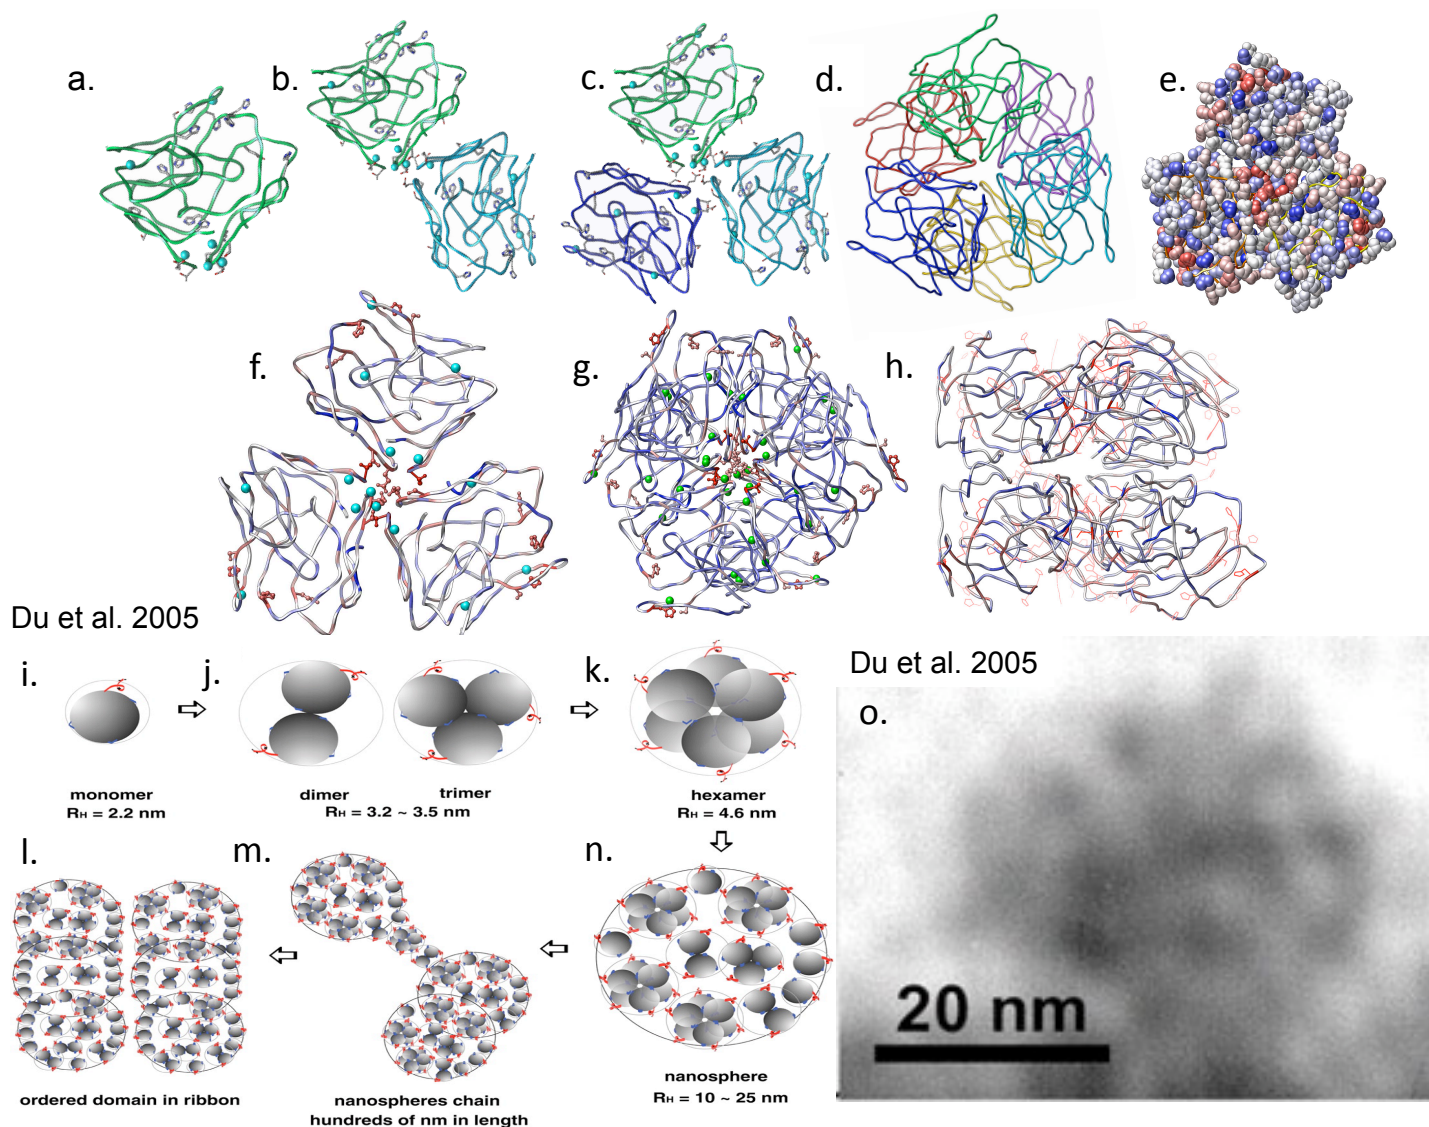 a.
b.
c.
d.
e.
f.
g.
h.
Du et al. 2005
i.
j.
k.
monomer
RH = 2.2 nm
dimer
trimer
RH = 3.2 ~ 3.5 nm
hexamer
RH = 4.6 nm
l.
m.
n.
ordered domain in ribbon
nanospheres chain
hundreds of nm in length
nanosphere
RH = 10 ~ 25 nm
Du et al. 2005
o.
20 nm